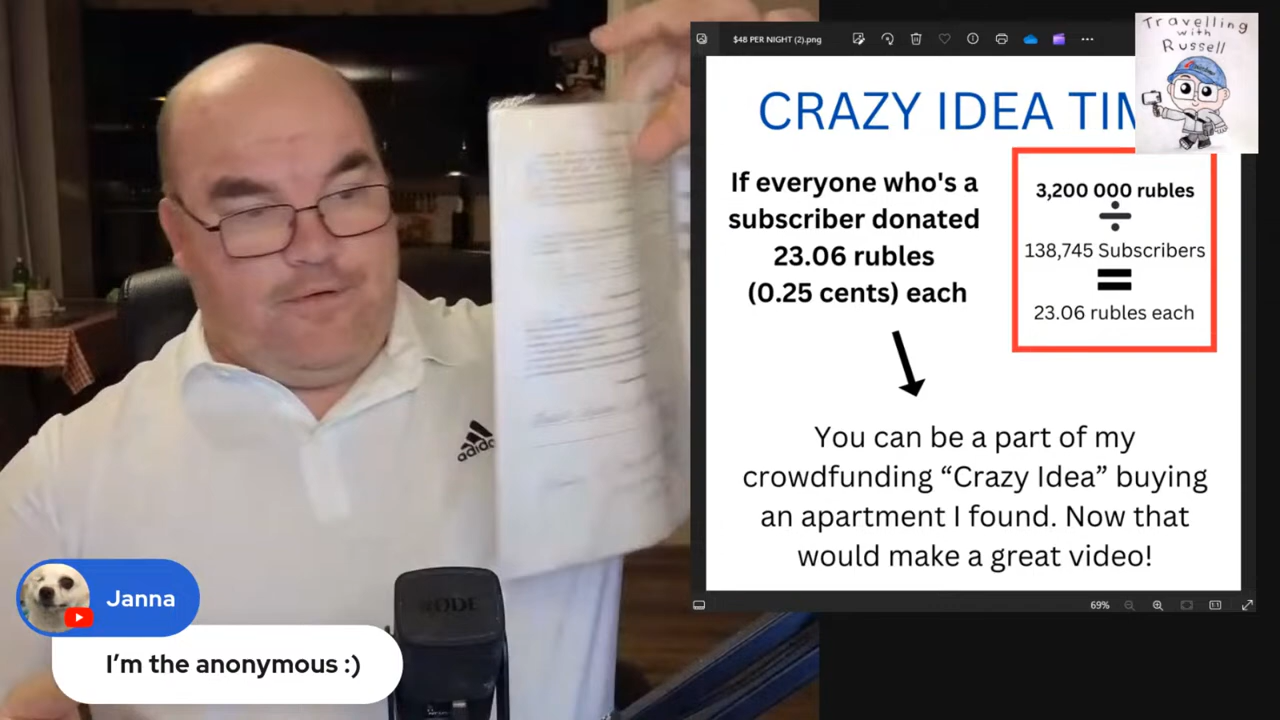 $48 PER NIGHT (2).png
Travelling
with
Russell
CRAZY IDEA TIM
If everyone who's a
subscriber donated
23.06 rubles
(0.25 cents) each
3,200 000 rubles
÷
138,745 Subscribers
=
23.06 rubles each
You can be a part of my
crowdfunding “Crazy Idea” buying
an apartment I found. Now that
would make a great video!
69%
adidas
RØDE
Janna
I’m the anonymous :)